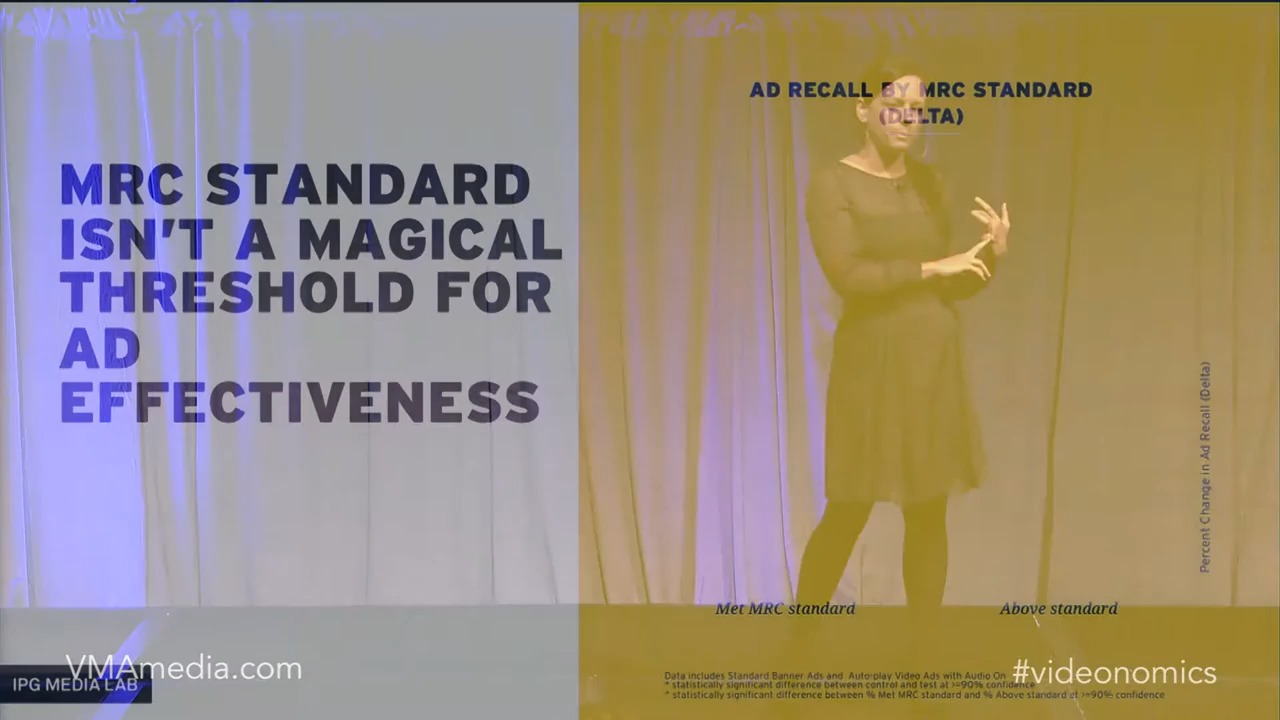 AD RECALL BY MRC STANDARD
(DELTA)
MRC STANDARD
ISN'T A MAGICAL
THRESHOLD FOR
AD
EFFECTIVENESS
Percent Change in Ad Recall (Delta)
Met MRC standard
Above standard
VMAmedia.com
IPG MEDIA LAB
#videonomics
Data includes Standard Banner Ads and Auto-play Video Ads with Audio On
* statistically significant difference between control and test at >=90% confidence
* statistically significant difference between % Met MRC standard and % Above standard at >=90% confidence